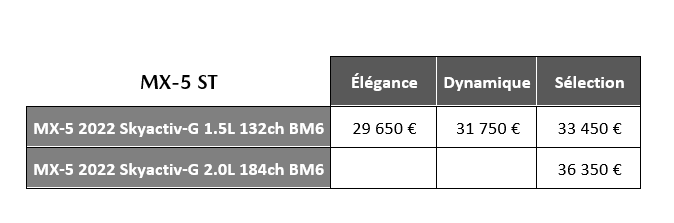 MX-5 ST Élégance Dynamique Sélection
MX-5 2022 Skyactiv-G 1.5L 132ch BM6 29 650 € 31 750 € 33 450 €
MX-5 2022 Skyactiv-G 2.0L 184ch BM6 36 350 €